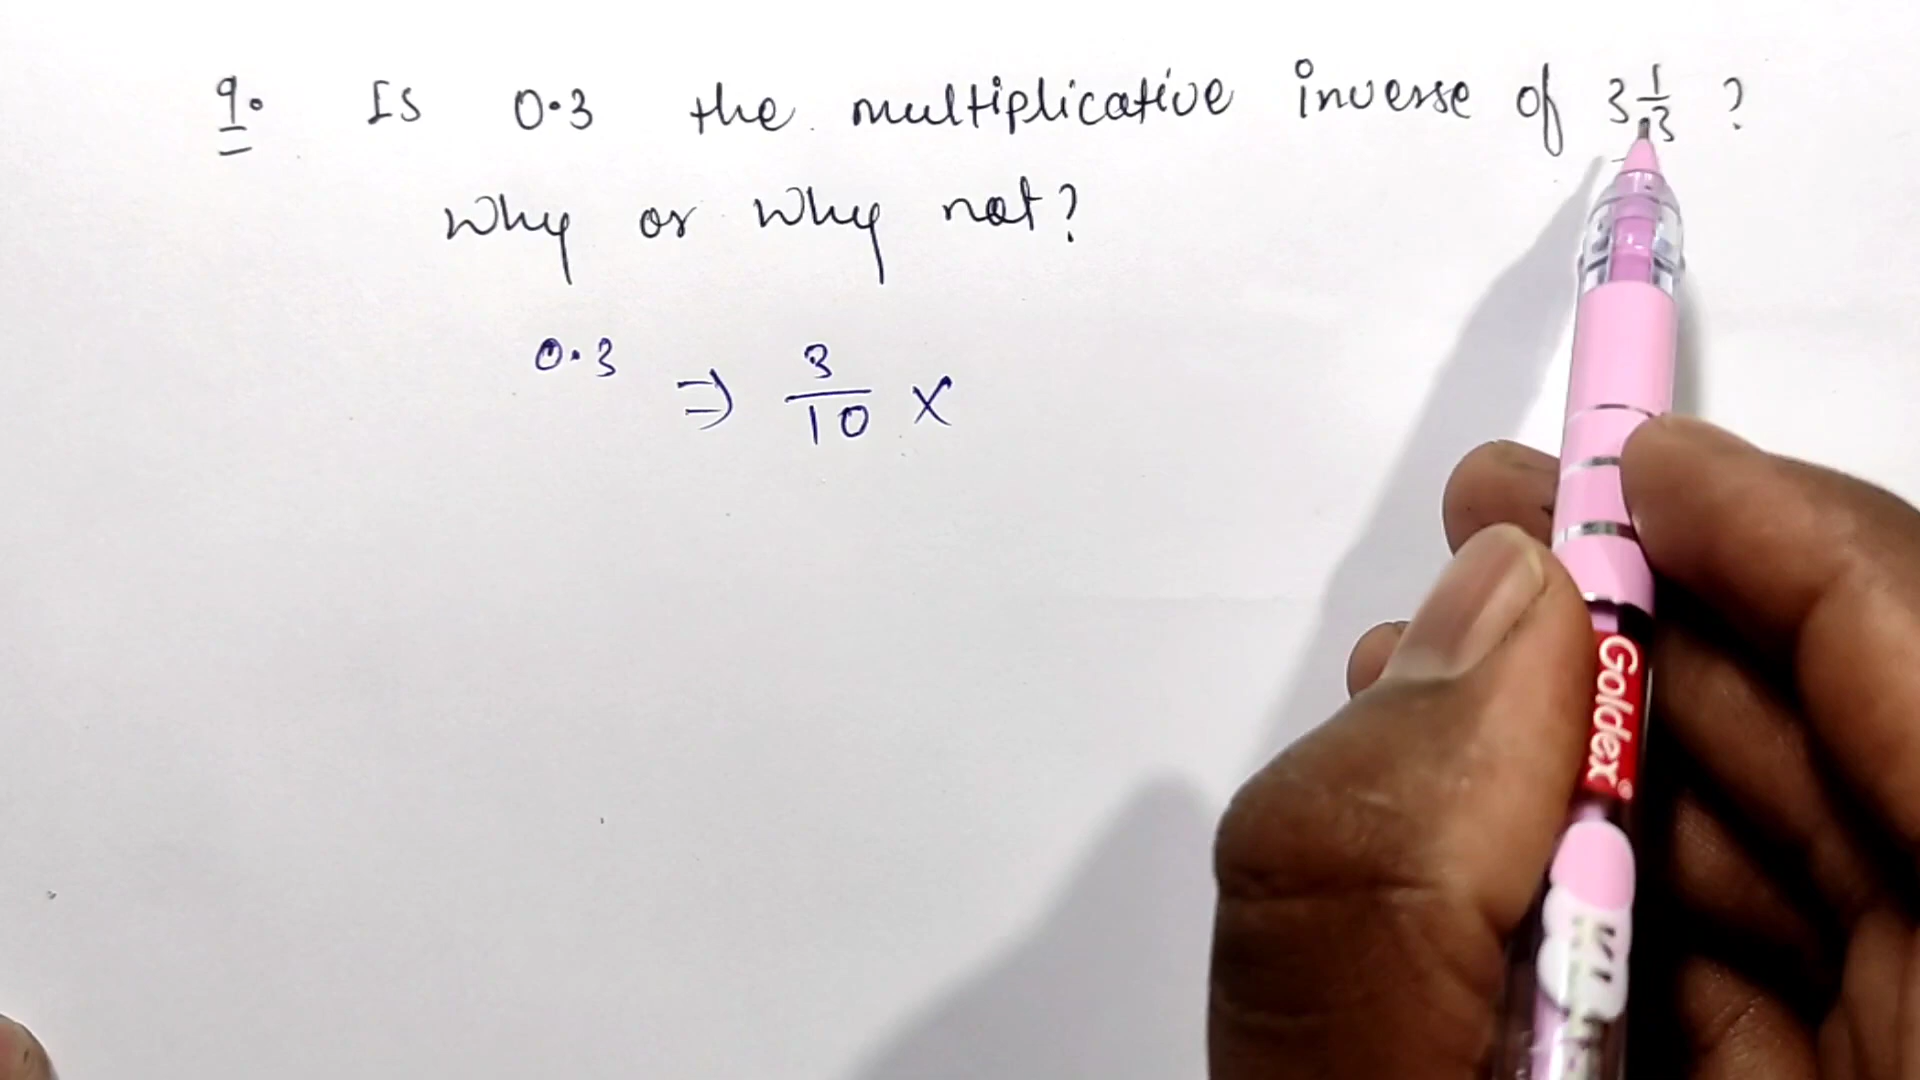 9. Is 0.3 the multiplicative inverse of 3 1/3 ?
Why or Why not?
0.3 ⇒ 3/10 ×
Goldex